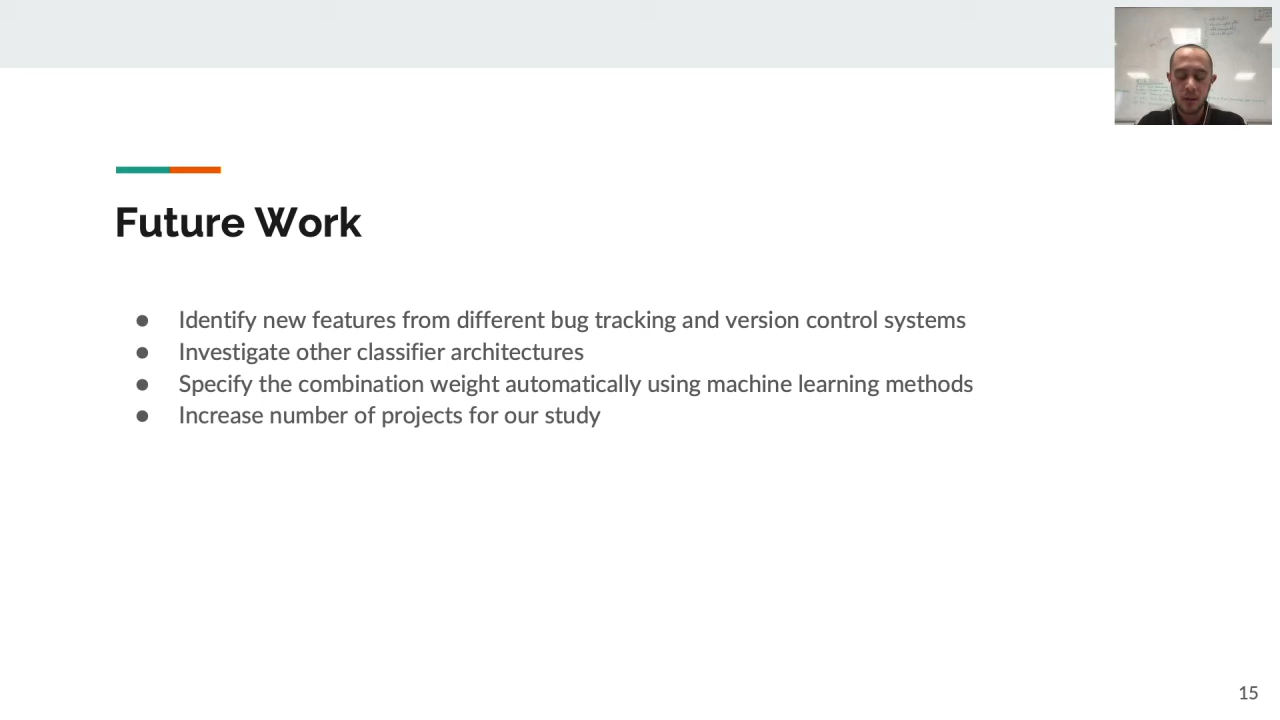 Future Work
● Identify new features from different bug tracking and version control systems
● Investigate other classifier architectures
● Specify the combination weight automatically using machine learning methods
● Increase number of projects for our study
15